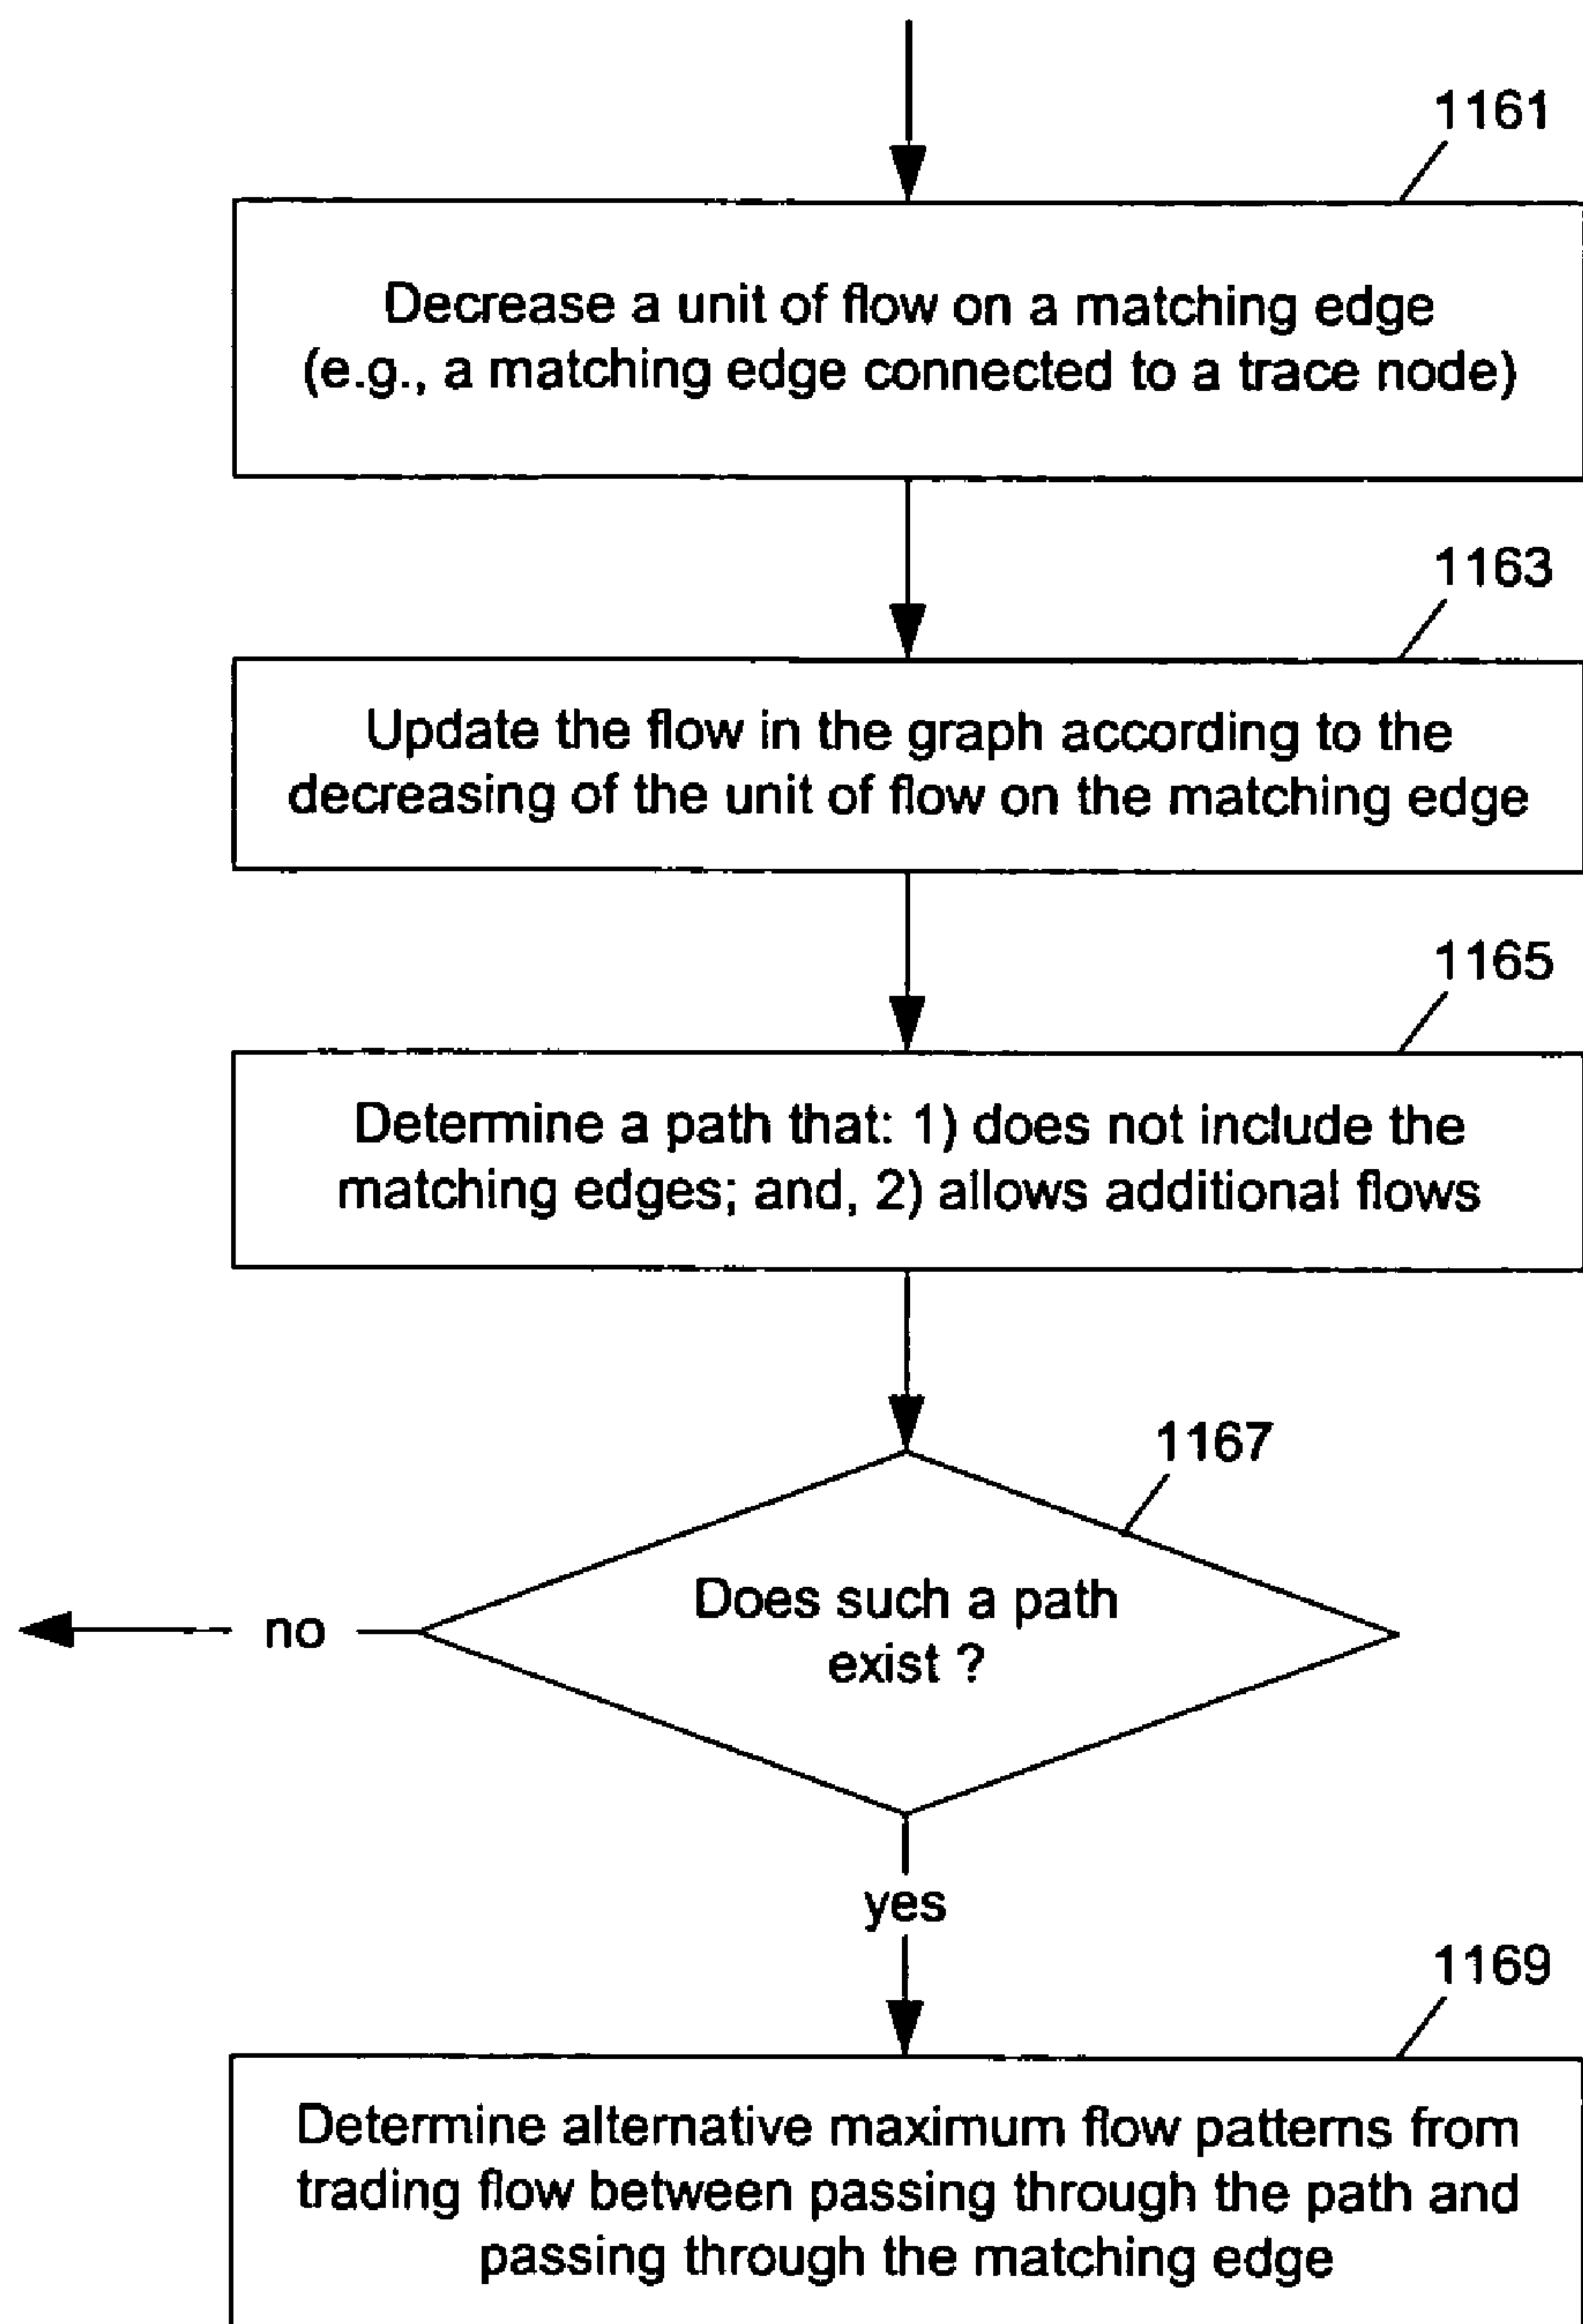 1161
Decrease a unit of flow on a matching edge
(e.g., a matching edge connected to a trace node)
1163
Update the flow in the graph according to the
decreasing of the unit of flow on the matching edge
1165
Determine a path that: 1) does not include the
matching edges; and, 2) allows additional flows
1167
Does such a path
exist ?
no
yes
1169
Determine alternative maximum flow patterns from
trading flow between passing through the path and
passing through the matching edge